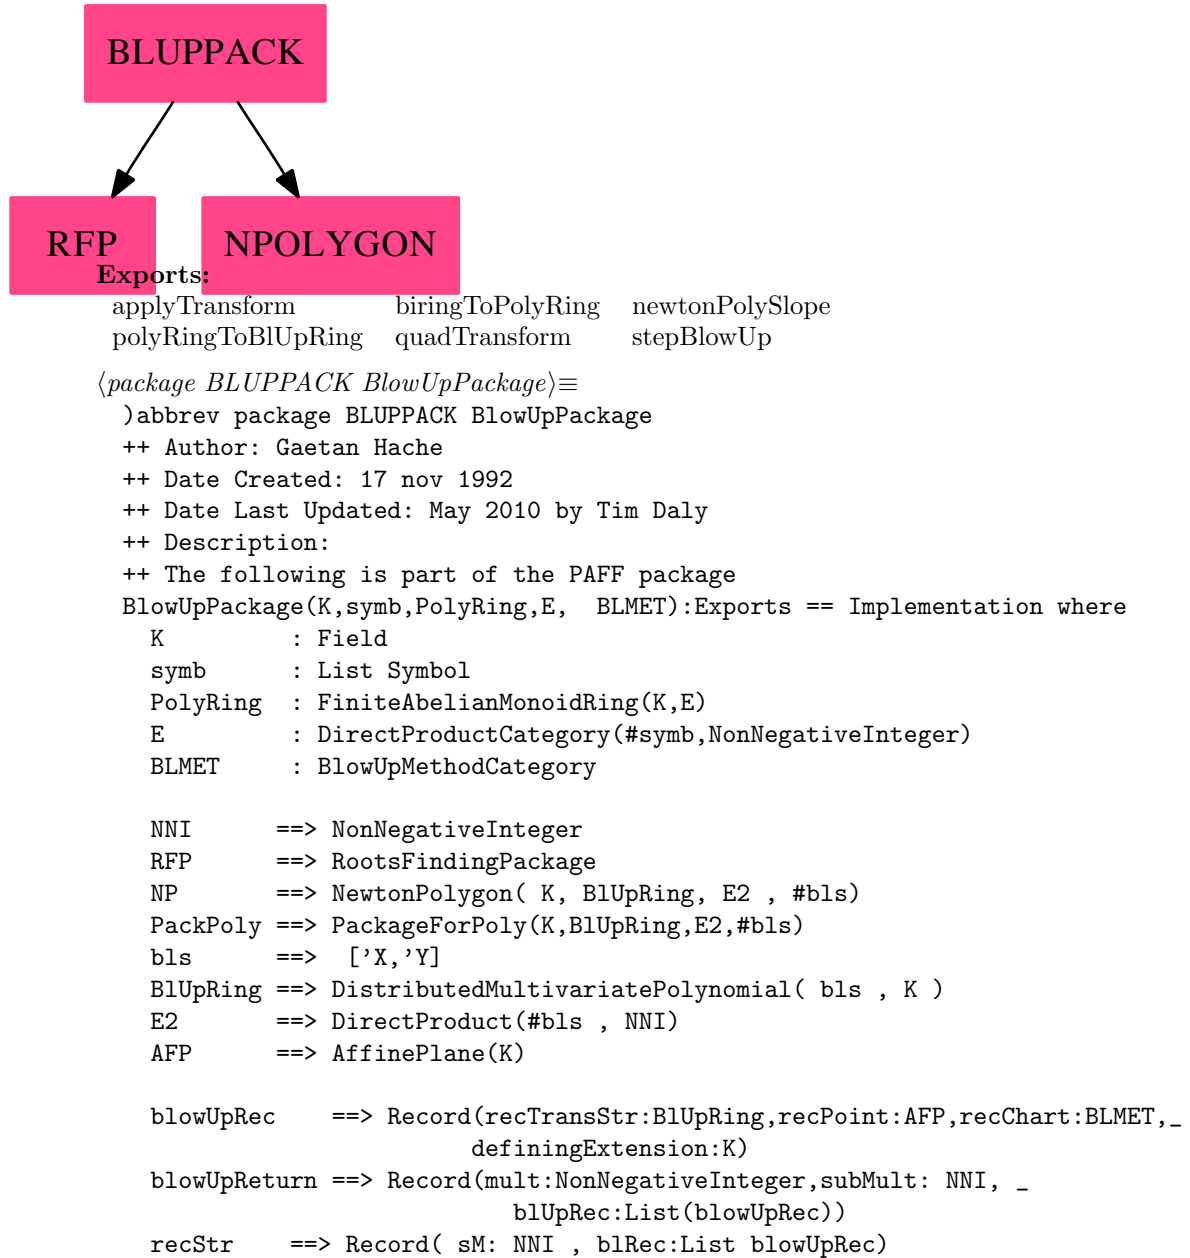 BLUPPACK
RFP NPOLYGON
Exports:
applyTransform biringToPolyRing newtonPolySlope
polyRingToBlUpRing quadTransform stepBlowUp
⟨package BLUPPACK BlowUpPackage⟩≡
)abbrev package BLUPPACK BlowUpPackage
++ Author: Gaetan Hache
++ Date Created: 17 nov 1992
++ Date Last Updated: May 2010 by Tim Daly
++ Description:
++ The following is part of the PAFF package
BlowUpPackage(K,symb,PolyRing,E, BLMET):Exports == Implementation where
K : Field
symb : List Symbol
PolyRing : FiniteAbelianMonoidRing(K,E)
E : DirectProductCategory(#symb,NonNegativeInteger)
BLMET : BlowUpMethodCategory
NNI ==> NonNegativeInteger
RFP ==> RootsFindingPackage
NP ==> NewtonPolygon( K, BlUpRing, E2 , #bls)
PackPoly ==> PackageForPoly(K,BlUpRing,E2,#bls)
bls ==> [’X,’Y]
BlUpRing ==> DistributedMultivariatePolynomial( bls , K )
E2 ==> DirectProduct(#bls , NNI)
AFP ==> AffinePlane(K)
blowUpRec ==> Record(recTransStr:BlUpRing,recPoint:AFP,recChart:BLMET,_
definingExtension:K)
blowUpReturn ==> Record(mult:NonNegativeInteger,subMult: NNI, _
blUpRec:List(blowUpRec))
recStr ==> Record( sM: NNI , blRec:List blowUpRec)